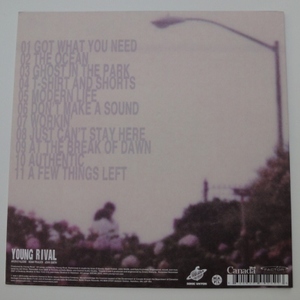 01 GOT WHAT YOU NEED
02 THE OCEAN
03 GHOST IN THE PARK
04 T-SHIRT AND SHORTS
05 MODERN LIFE
06 DON'T MAKE A SOUND
07 WORKIN'
08 JUST CAN'T STAY HERE
09 AT THE BREAK OF DAWN
10 AUTHENTIC
11 A FEW THINGS LEFT
YOUNG RIVAL
Canada